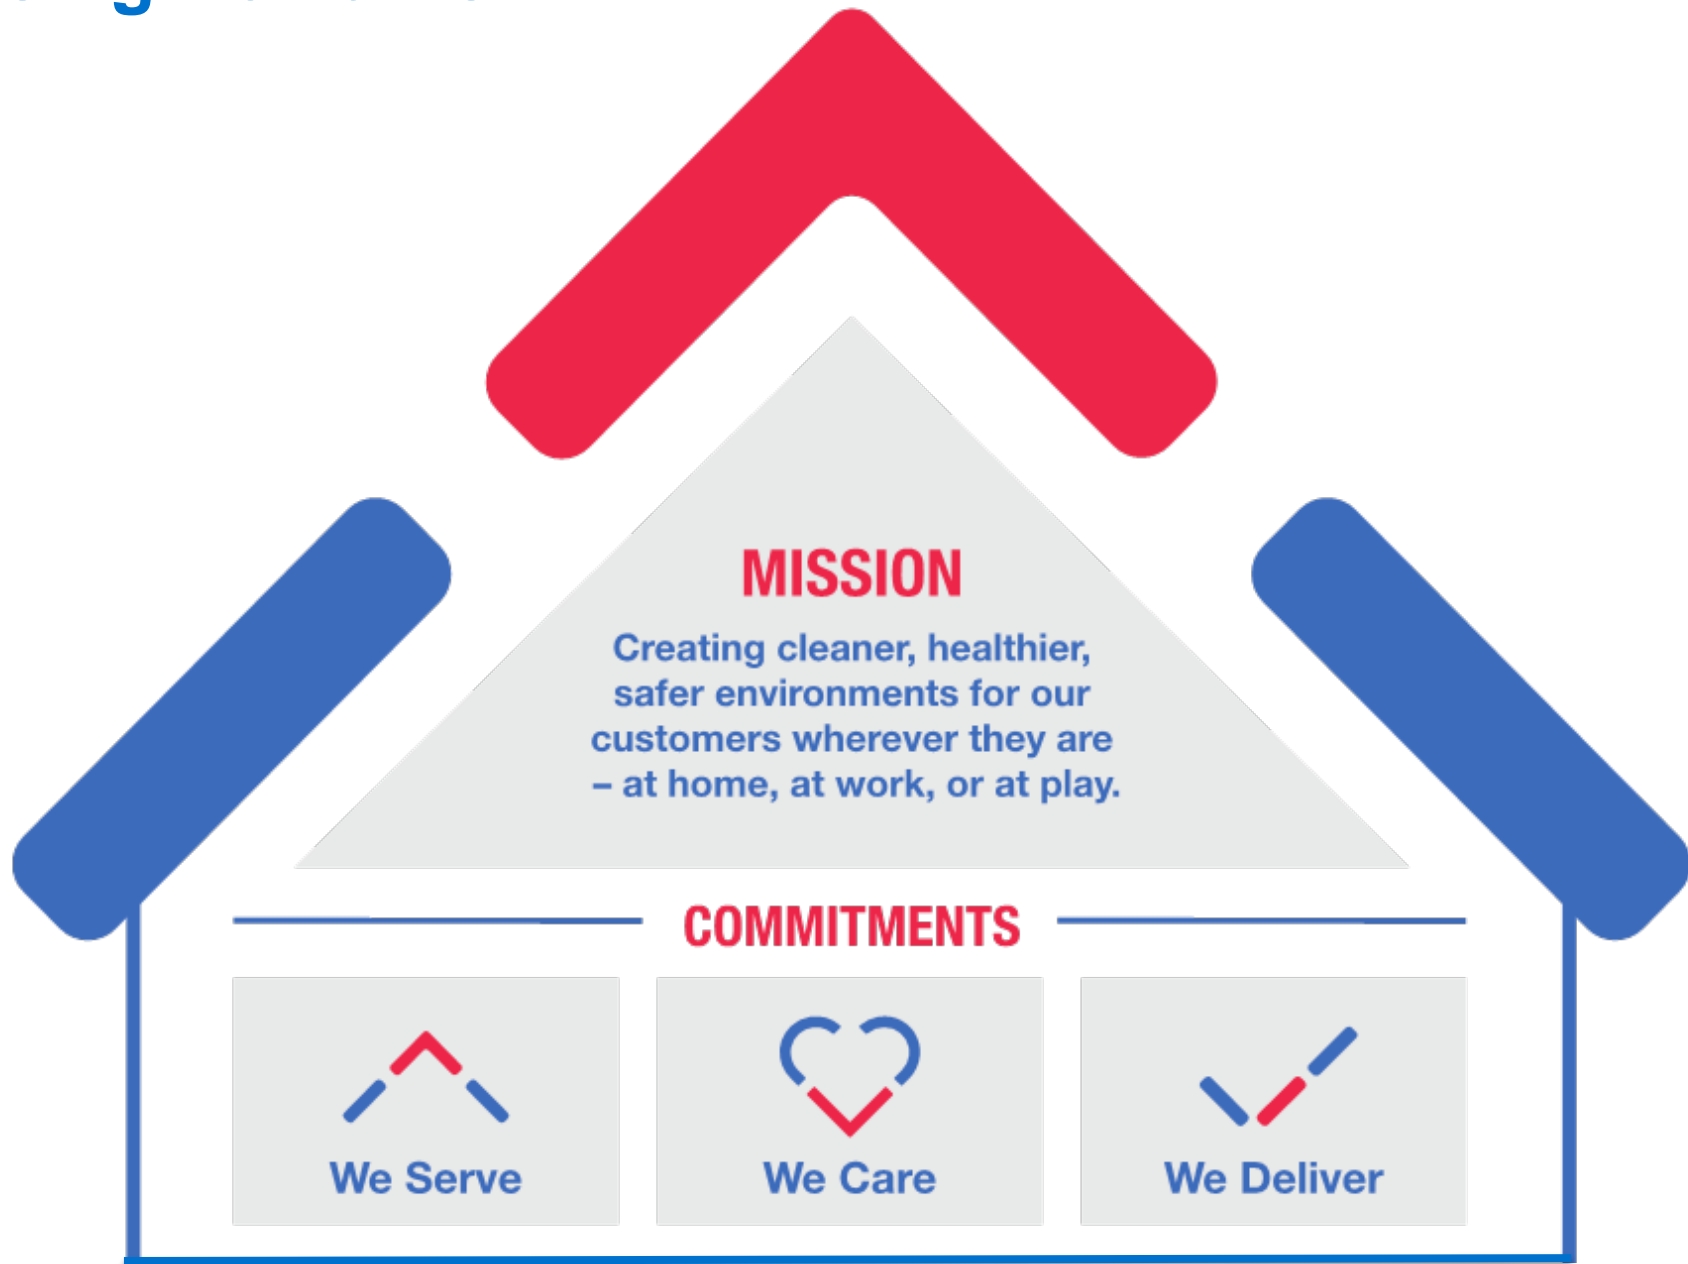 MISSION
Creating cleaner, healthier,
safer environments for our
customers wherever they are
– at home, at work, or at play.
COMMITMENTS
We Serve
We Care
We Deliver